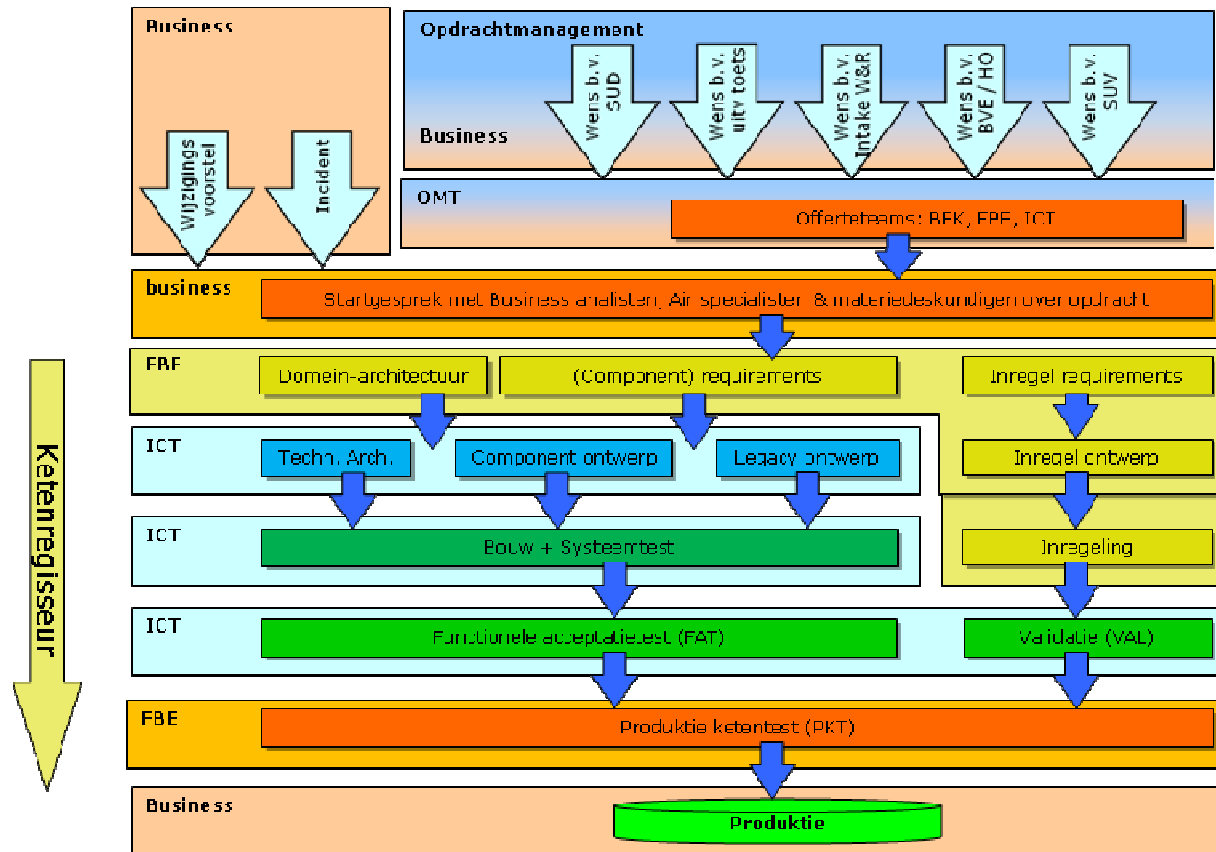 Business
Opdrachtmanagement
Wens b.v.
SUD
Wens b.v.
uitv toets
Wens b.v.
Intake W&R
Wens b.v.
BVE / HO
Wens b.v.
SUV
Business
Wijzigings
voorstel
Incident
OMT
Offerteteams: BEK, FPE, ICT
business
Startgesprek met Business analisten, Air specialisten & materiedeskundigen over opdracht
FBE
Domein-architectuur
(Component) requirements
Inregel requirements
ICT
Techn. Arch.
Component ontwerp
Legacy ontwerp
Inregel ontwerp
Ketenregisseur
ICT
Bouw + Systeemtest
Inregeling
ICT
Functionele acceptatietest (FAT)
Validatie (VAL)
FBE
Produktie ketentest (PKT)
Business
Produktie